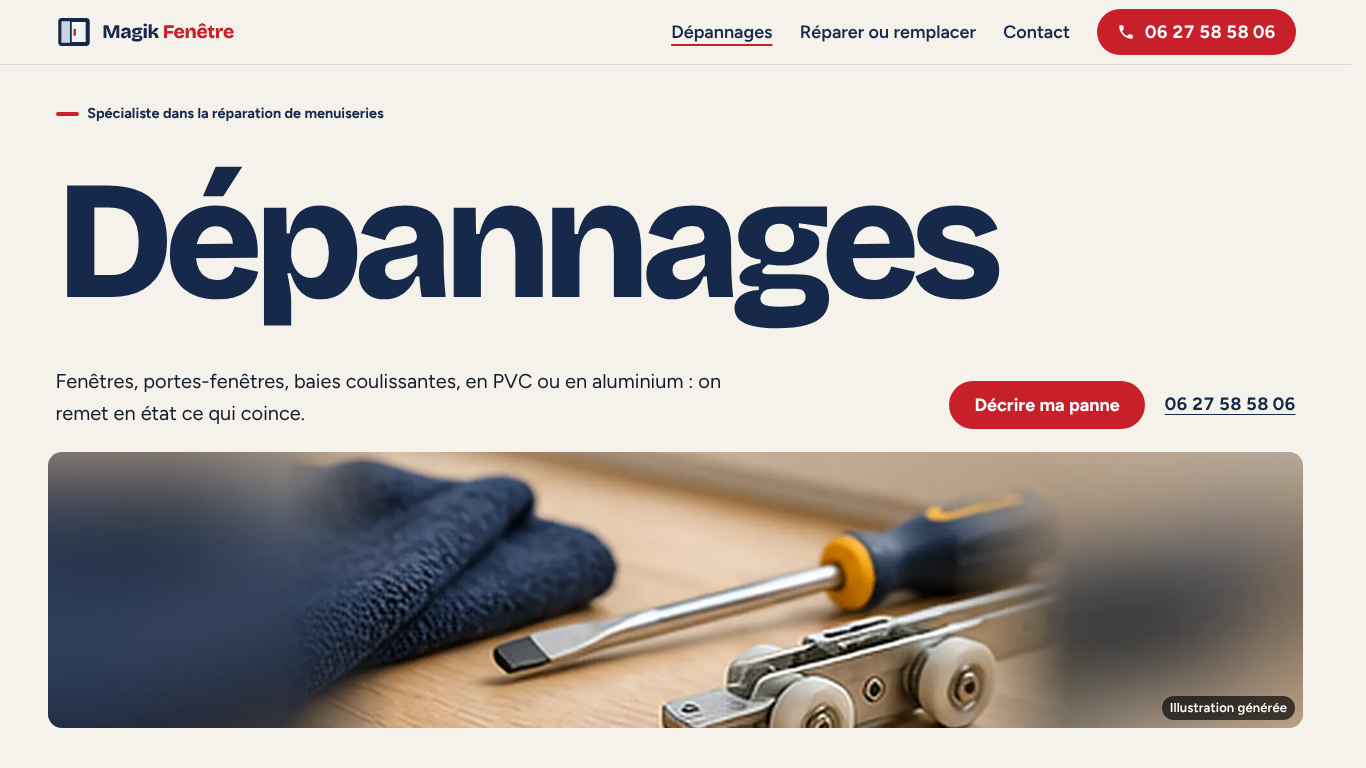 Magik Fenêtre
Dépannages
Réparer ou remplacer
Contact
06 27 58 58 06
Spécialiste dans la réparation de menuiseries
Dépannages
Fenêtres, portes-fenêtres, baies coulissantes, en PVC ou en aluminium : on
remet en état ce qui coince.
Décrire ma panne
06 27 58 58 06
Illustration générée